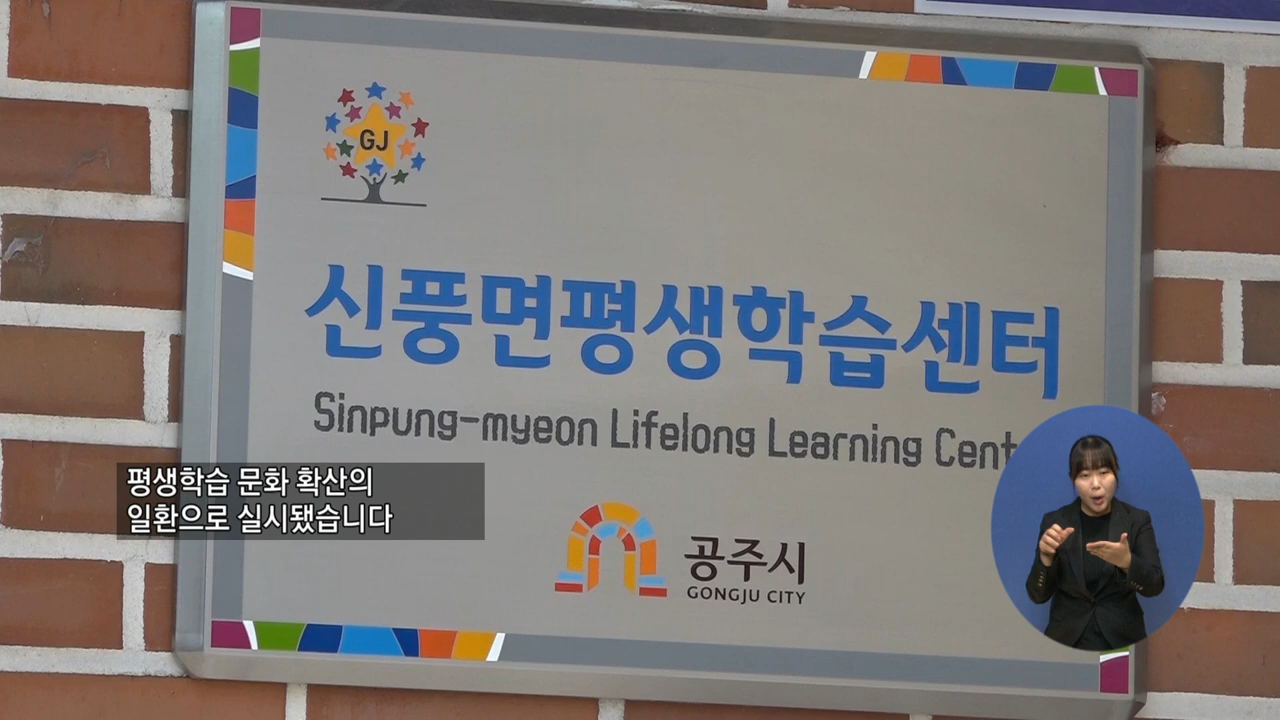 GJ
신풍면평생학습센터
Sinpung-myeon Lifelong Learning Cent
평생학습 문화 확산의
일환으로 실시됐습니다
공주시
GONGJU CITY